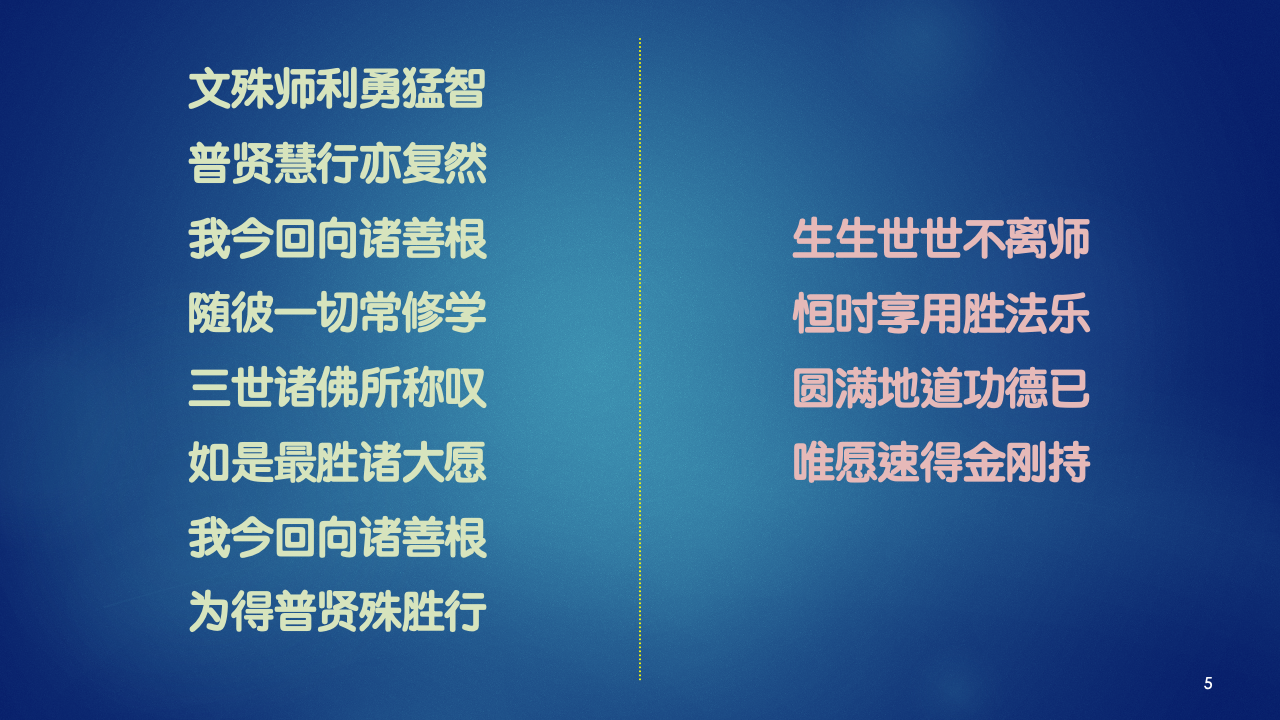 文殊师利勇猛智
普贤慧行亦复然
我今回向诸善根
随彼一切常修学
三世诸佛所称叹
如是最胜诸大愿
我今回向诸善根
为得普贤殊胜行
生生世世不离师
恒时享用胜法乐
圆满地道功德已
唯愿速得金刚持
5